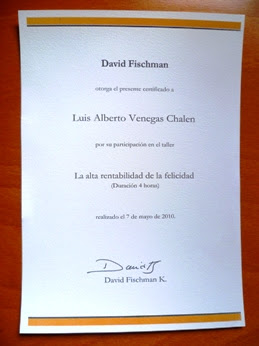 David Fischman
otorga el presente certificado a
Luis Alberto Venegas Chalen
por su participación en el taller
La alta rentabilidad de la felicidad
(Duración 4 horas)
realizado el 7 de mayo de 2010.
David Fischman K.